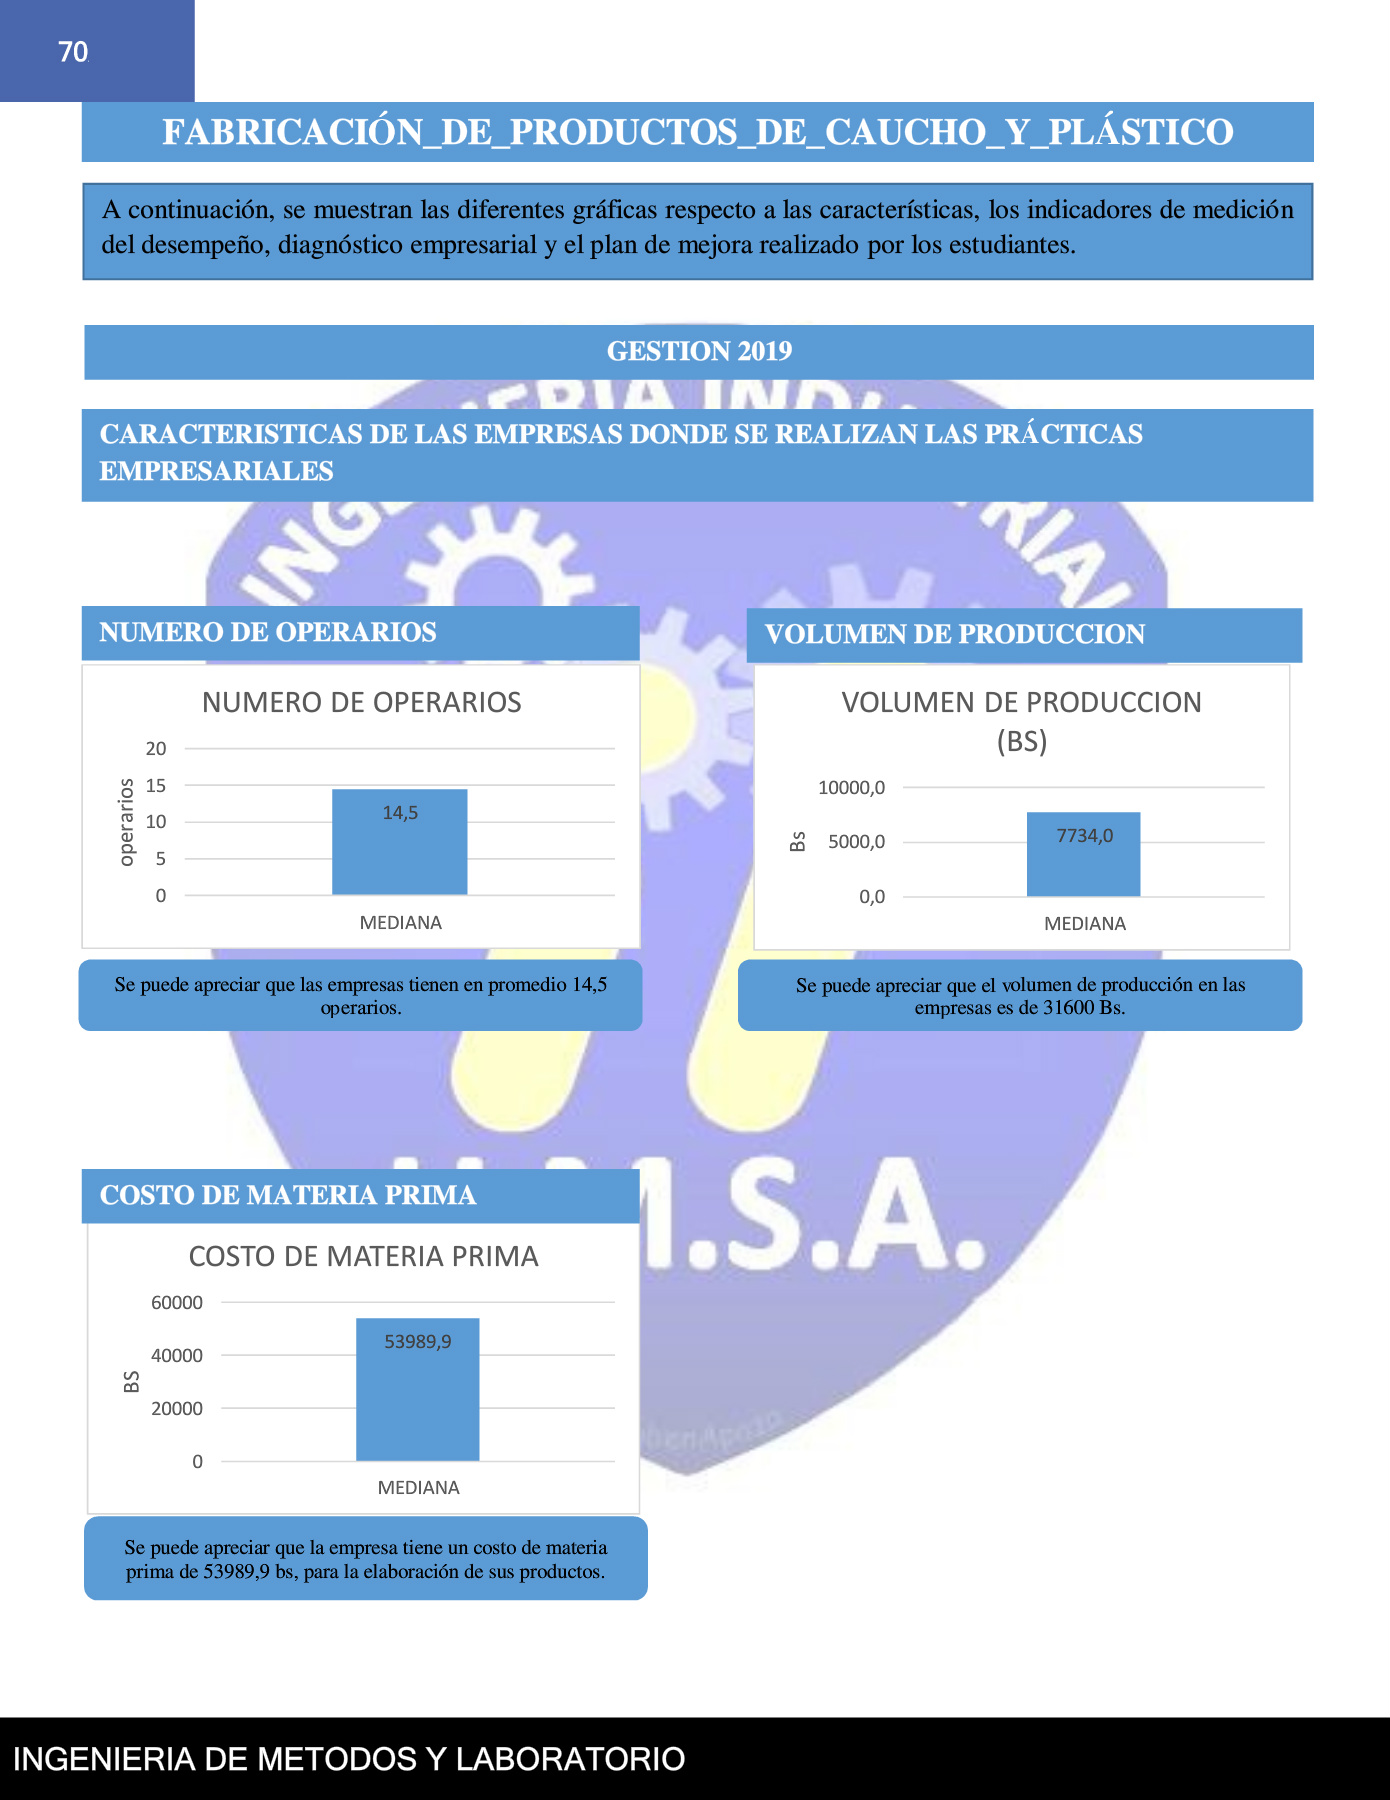 70
FABRICACIÓN_DE_PRODUCTOS_DE_CAUCHO_Y_PLÁSTICO
A continuación, se muestran las diferentes gráficas respecto a las características, los indicadores de medición
del desempeño, diagnóstico empresarial y el plan de mejora realizado por los estudiantes.
GESTION 2019
CARACTERISTICAS DE LAS EMPRESAS DONDE SE REALIZAN LAS PRÁCTICAS
EMPRESARIALES
NUMERO DE OPERARIOS
NUMERO DE OPERARIOS
20
15
10
5
0
operarios
14,5
MEDIANA
Se puede apreciar que las empresas tienen en promedio 14,5
operarios.
VOLUMEN DE PRODUCCION
VOLUMEN DE PRODUCCION
(BS)
10000,0
5000,0
0,0
Bs
7734,0
MEDIANA
Se puede apreciar que el volumen de producción en las
empresas es de 31600 Bs.
COSTO DE MATERIA PRIMA
COSTO DE MATERIA PRIMA
60000
40000
20000
0
BS
53989,9
MEDIANA
Se puede apreciar que la empresa tiene un costo de materia
prima de 53989,9 bs, para la elaboración de sus productos.
.S.A.
INGENIERIA DE METODOS Y LABORATORIO